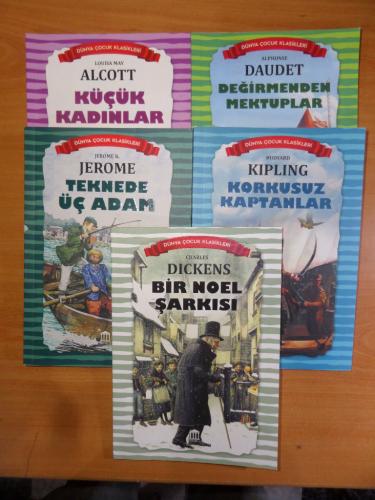 DÜNYA ÇOCUK KLASİKLERİ
LOUISA MAY
ALCOTT
KÜÇÜK
KADINLAR
DÜNYA ÇOCUK KLASİKLERİ
ALPHONSE
DAUDET
DEĞİRMENDEN
MEKTUPLAR
DÜNYA ÇOCUK KLASİKLERİ
JEROME K.
JEROME
TEKNEDE
ÜÇ ADAM
DÜNYA ÇOCUK KLASİKLERİ
RUDYARD
KIPLING
KORKUSUZ
KAPTANLAR
DÜNYA ÇOCUK KLASİKLERİ
CHARLES
DICKENS
BİR NOEL
ŞARKISI